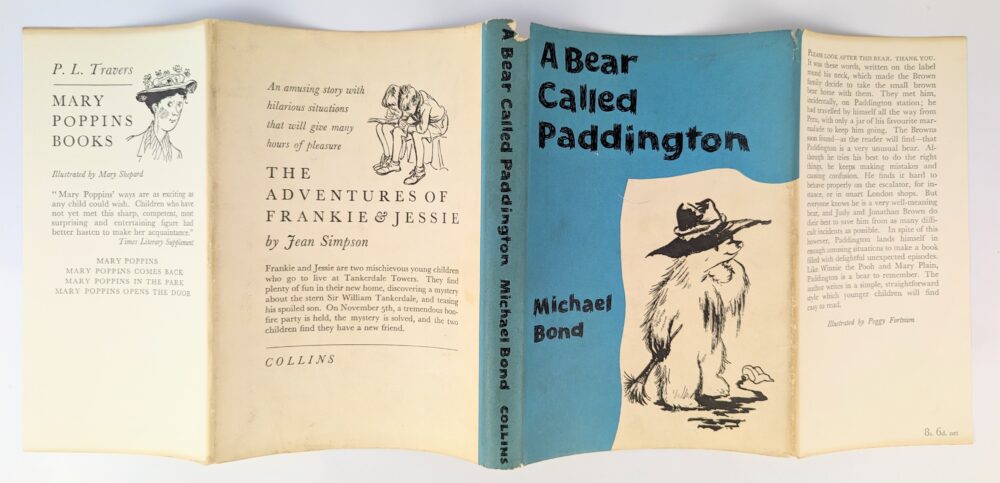 P. L. Travers
MARY
POPPINS
BOOKS
Illustrated by Mary Shepard
"Mary Poppins' ways are as exciting as
any child could wish. Children who have
not yet met this sharp, competent, not
surprising and entertaining figure had
better hasten to make her acquaintance."
Times Literary Supplement
MARY POPPINS
MARY POPPINS COMES BACK
MARY POPPINS IN THE PARK
MARY POPPINS OPENS THE DOOR
An amusing story with
hilarious situations
that will give many
hours of pleasure
THE
ADVENTURES OF
FRANKIE & JESSIE
by Jean Simpson
Frankie and Jessie are two mischievous young children
who go to live at Tankerdale Towers. They find
plenty of fun in their new home, discovering a mystery
about the stern Sir William Tankerdale, and teasing
his spoiled son. On November 5th, a tremendous bon-
fire party is held, the mystery is solved, and the two
children find they have a new friend.
COLLINS
A Bear Called Paddington Michael Bond COLLINS
A Bear
Called
Paddington
Michael
Bond
PLEASE LOOK AFTER THIS BEAR. THANK YOU.
It was these words, written on the label
round his neck, which made the Brown
family decide to take the small brown
bear home with them. They met him,
incidentally, on Paddington station; he
had travelled by himself all the way from
Peru, with only a jar of his favourite mar-
malade to keep him going. The Browns
soon found—as the reader will find—that
Paddington is a very unusual bear. Al-
though he tries his best to do the right
things, he keeps making mistakes and
causing confusion. He finds it hard to
behave properly on the escalator, for in-
stance, or in smart London shops. But
everyone knows he is a very well-meaning
bear, and Judy and Jonathan Brown do
their best to save him from as many diffi-
cult incidents as possible. In spite of this
however, Paddington lands himself in
enough amusing situations to make a book
filled with delightful unexpected episodes.
Like Winnie the Pooh and Mary Plain,
Paddington is a bear to remember. The
author writes in a simple, straightforward
style which younger children will find
easy to read.
Illustrated by Peggy Fortnum
8s. 6d. net